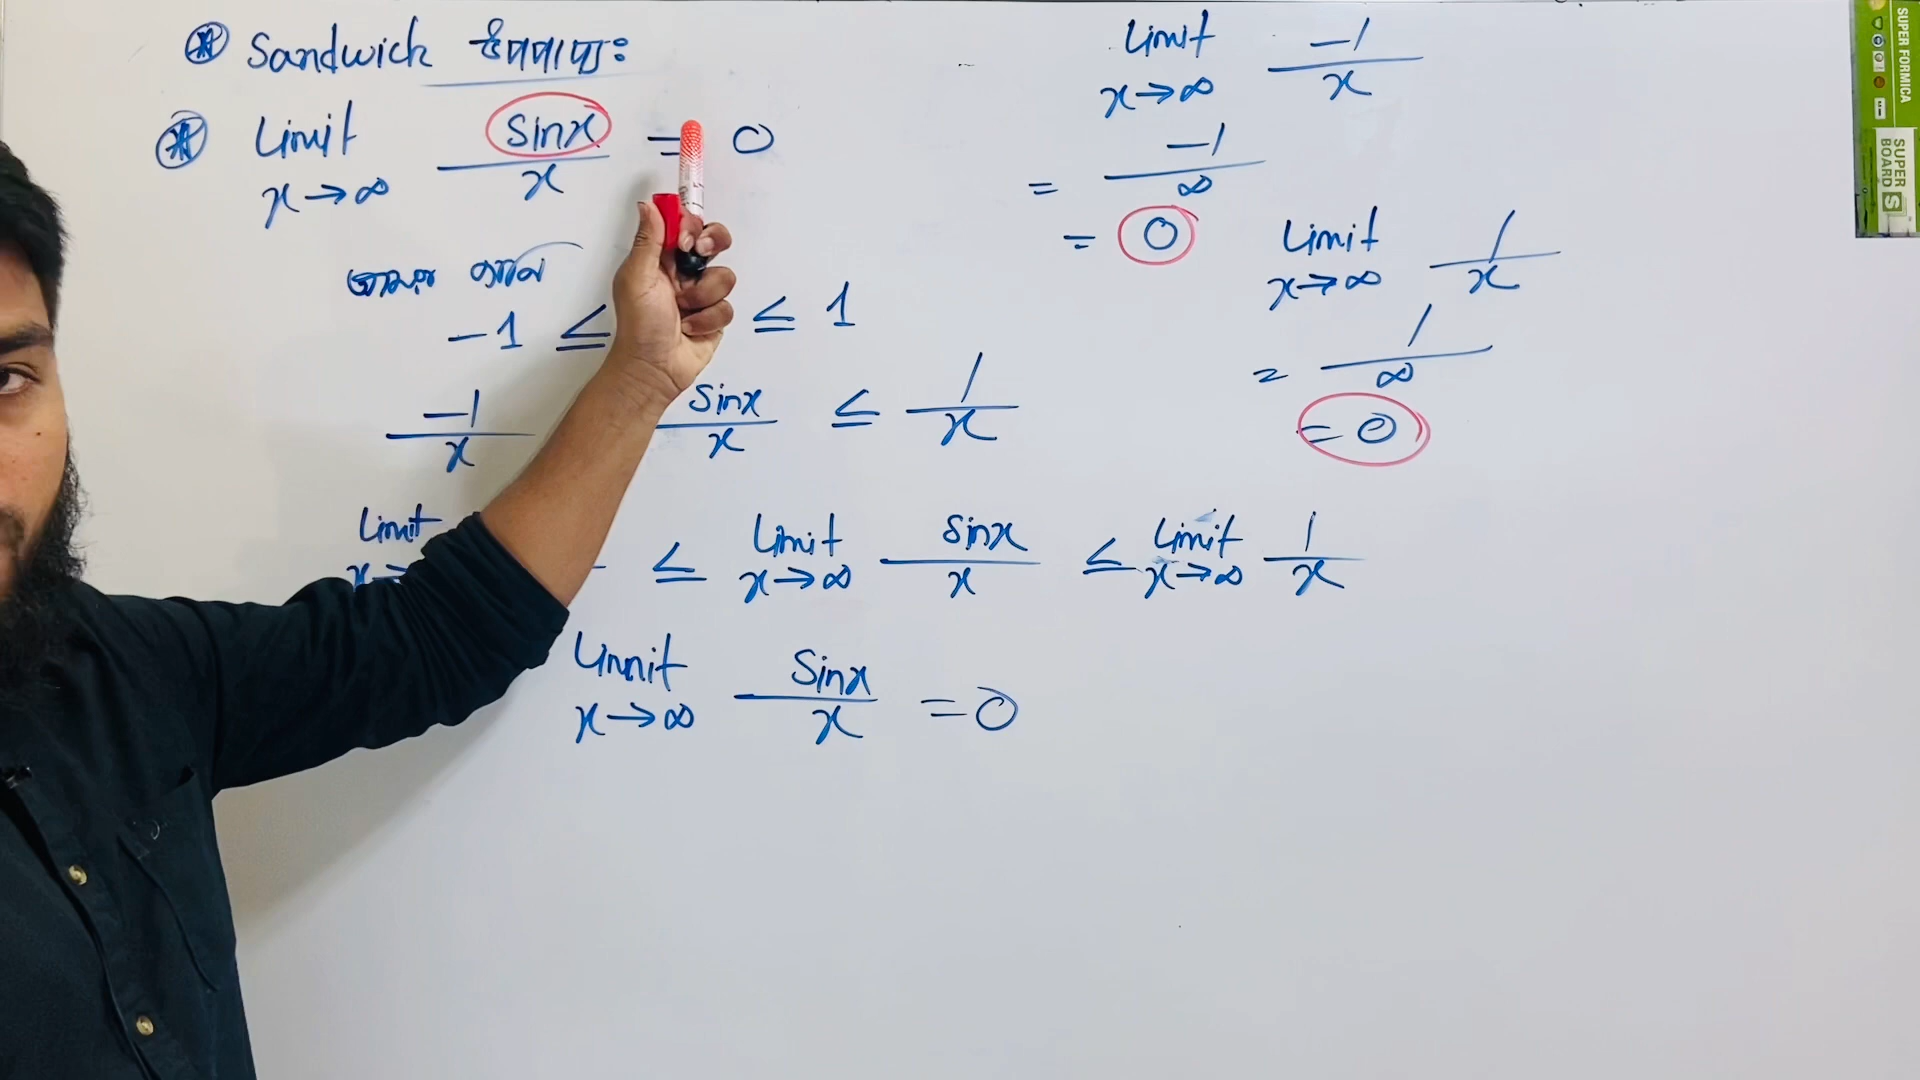 Sandwick উপপাদ্য:
Limit x→∞ sinx/x = 0
আমরা জানি
-1 ≤ ≤ 1
-1/x sinx/x ≤ 1/x
Limit ≤ Limit x→∞ sinx/x ≤ Limit x→∞ 1/x
Limit x→∞ sinx/x = 0
Limit x→∞ -1/x
= -1/∞
= 0
Limit x→∞ 1/x
= 1/∞
= 0
SUPER FORMICA
SUPER BOARD S